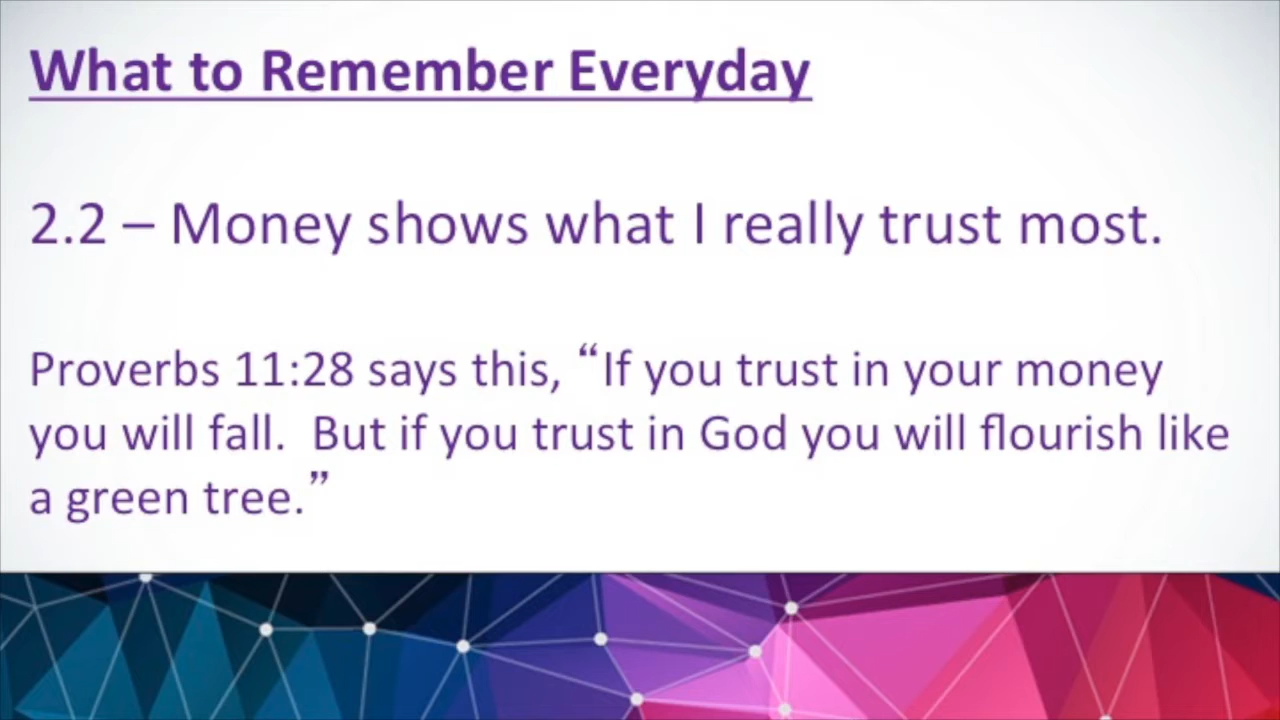 What to Remember Everyday
2.2 – Money shows what I really trust most.
Proverbs 11:28 says this, “If you trust in your money
you will fall.  But if you trust in God you will flourish like
a green tree.”